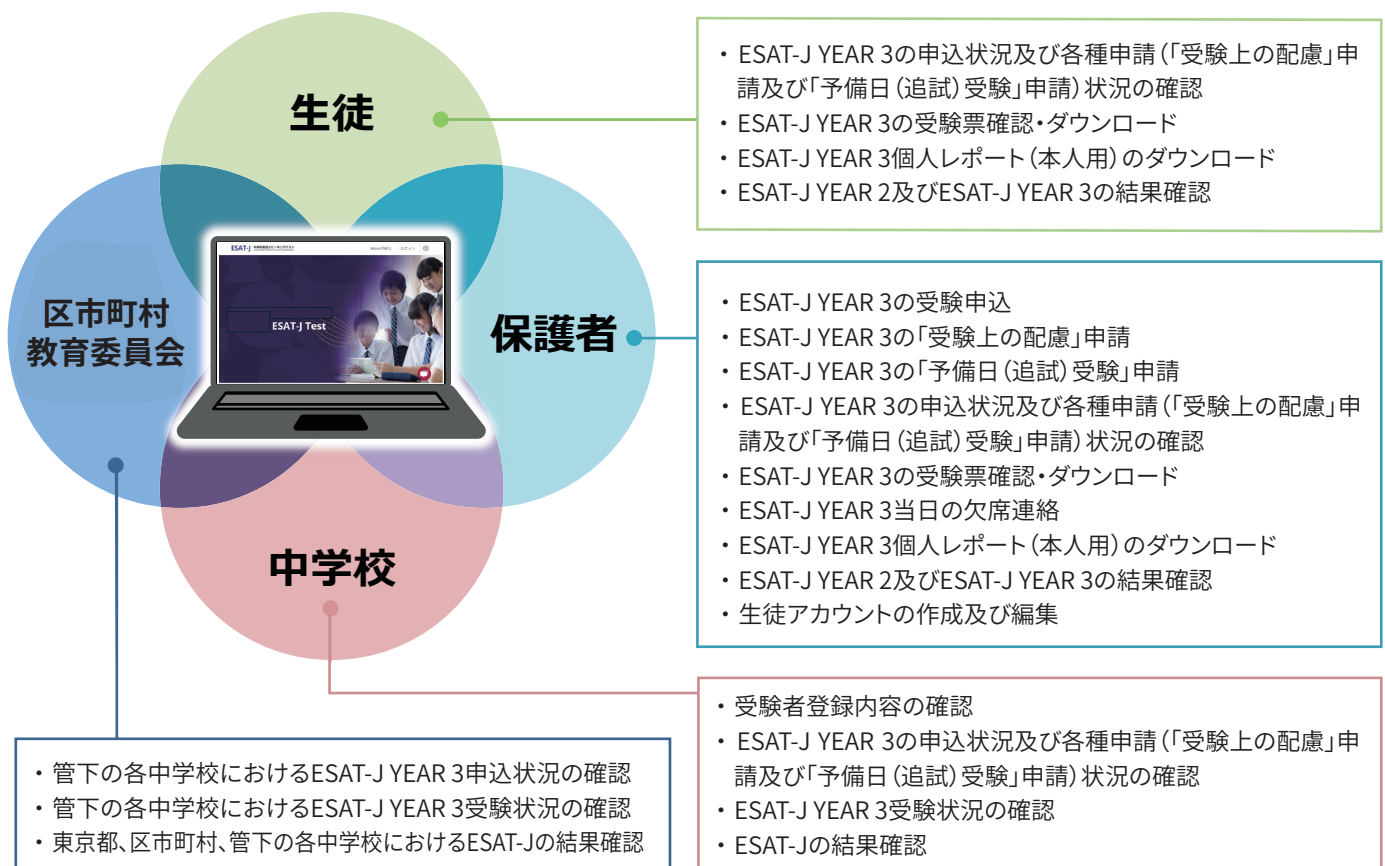 生徒
・ ESAT-J YEAR 3の申込状況及び各種申請(「受験上の配慮」申
請及び「予備日(追試)受験」申請)状況の確認
・ ESAT-J YEAR 3の受験票確認・ダウンロード
・ ESAT-J YEAR 3個人レポート(本人用)のダウンロード
・ ESAT-J YEAR 2及びESAT-J YEAR 3の結果確認
区市町村
教育委員会
ESAT-J
About ESAT-J
ログイン
ESAT-J Test
保護者
・ ESAT-J YEAR 3の受験申込
・ ESAT-J YEAR 3の「受験上の配慮」申請
・ ESAT-J YEAR 3の「予備日(追試)受験」申請
・ ESAT-J YEAR 3の申込状況及び各種申請(「受験上の配慮」申
請及び「予備日(追試)受験」申請)状況の確認
・ ESAT-J YEAR 3の受験票確認・ダウンロード
・ ESAT-J YEAR 3当日の欠席連絡
・ ESAT-J YEAR 3個人レポート(本人用)のダウンロード
・ ESAT-J YEAR 2及びESAT-J YEAR 3の結果確認
・ 生徒アカウントの作成及び編集
中学校
・ 受験者登録内容の確認
・ ESAT-J YEAR 3の申込状況及び各種申請(「受験上の配慮」申
請及び「予備日(追試)受験」申請)状況の確認
・ ESAT-J YEAR 3受験状況の確認
・ ESAT-Jの結果確認
・ 管下の各中学校におけるESAT-J YEAR 3申込状況の確認
・ 管下の各中学校におけるESAT-J YEAR 3受験状況の確認
・ 東京都、区市町村、管下の各中学校におけるESAT-Jの結果確認